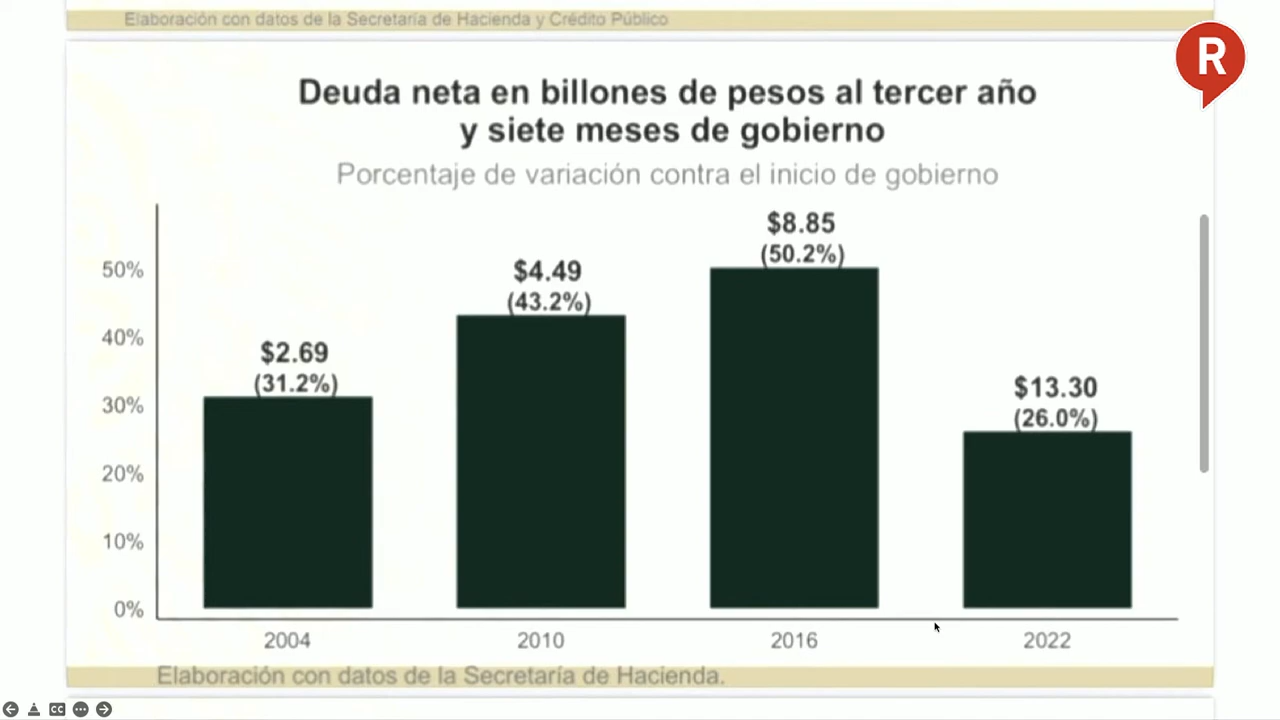 Elaboración con datos de la Secretaría de Hacienda y Crédito Público
R
Deuda neta en billones de pesos al tercer año
y siete meses de gobierno
Porcentaje de variación contra el inicio de gobierno
$8.85
(50.2%)
50%
$4.49
(43.2%)
40%
$2.69
(31.2%)
$13.30
(26.0%)
30%
20%
10%
0%
2004 2010 2016 2022
Elaboración con datos de la Secretaría de Hacienda.
CC